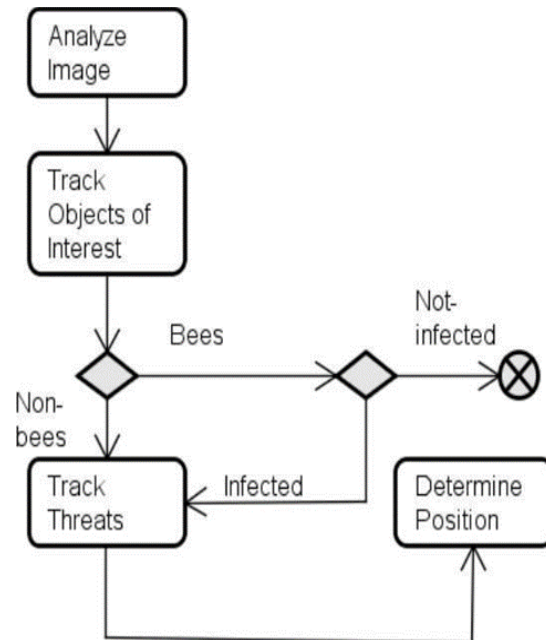 Analyze
Image
Track
Objects of
Interest
Bees
Not-
infected
Non-
bees
Track
Threats
Infected
Determine
Position